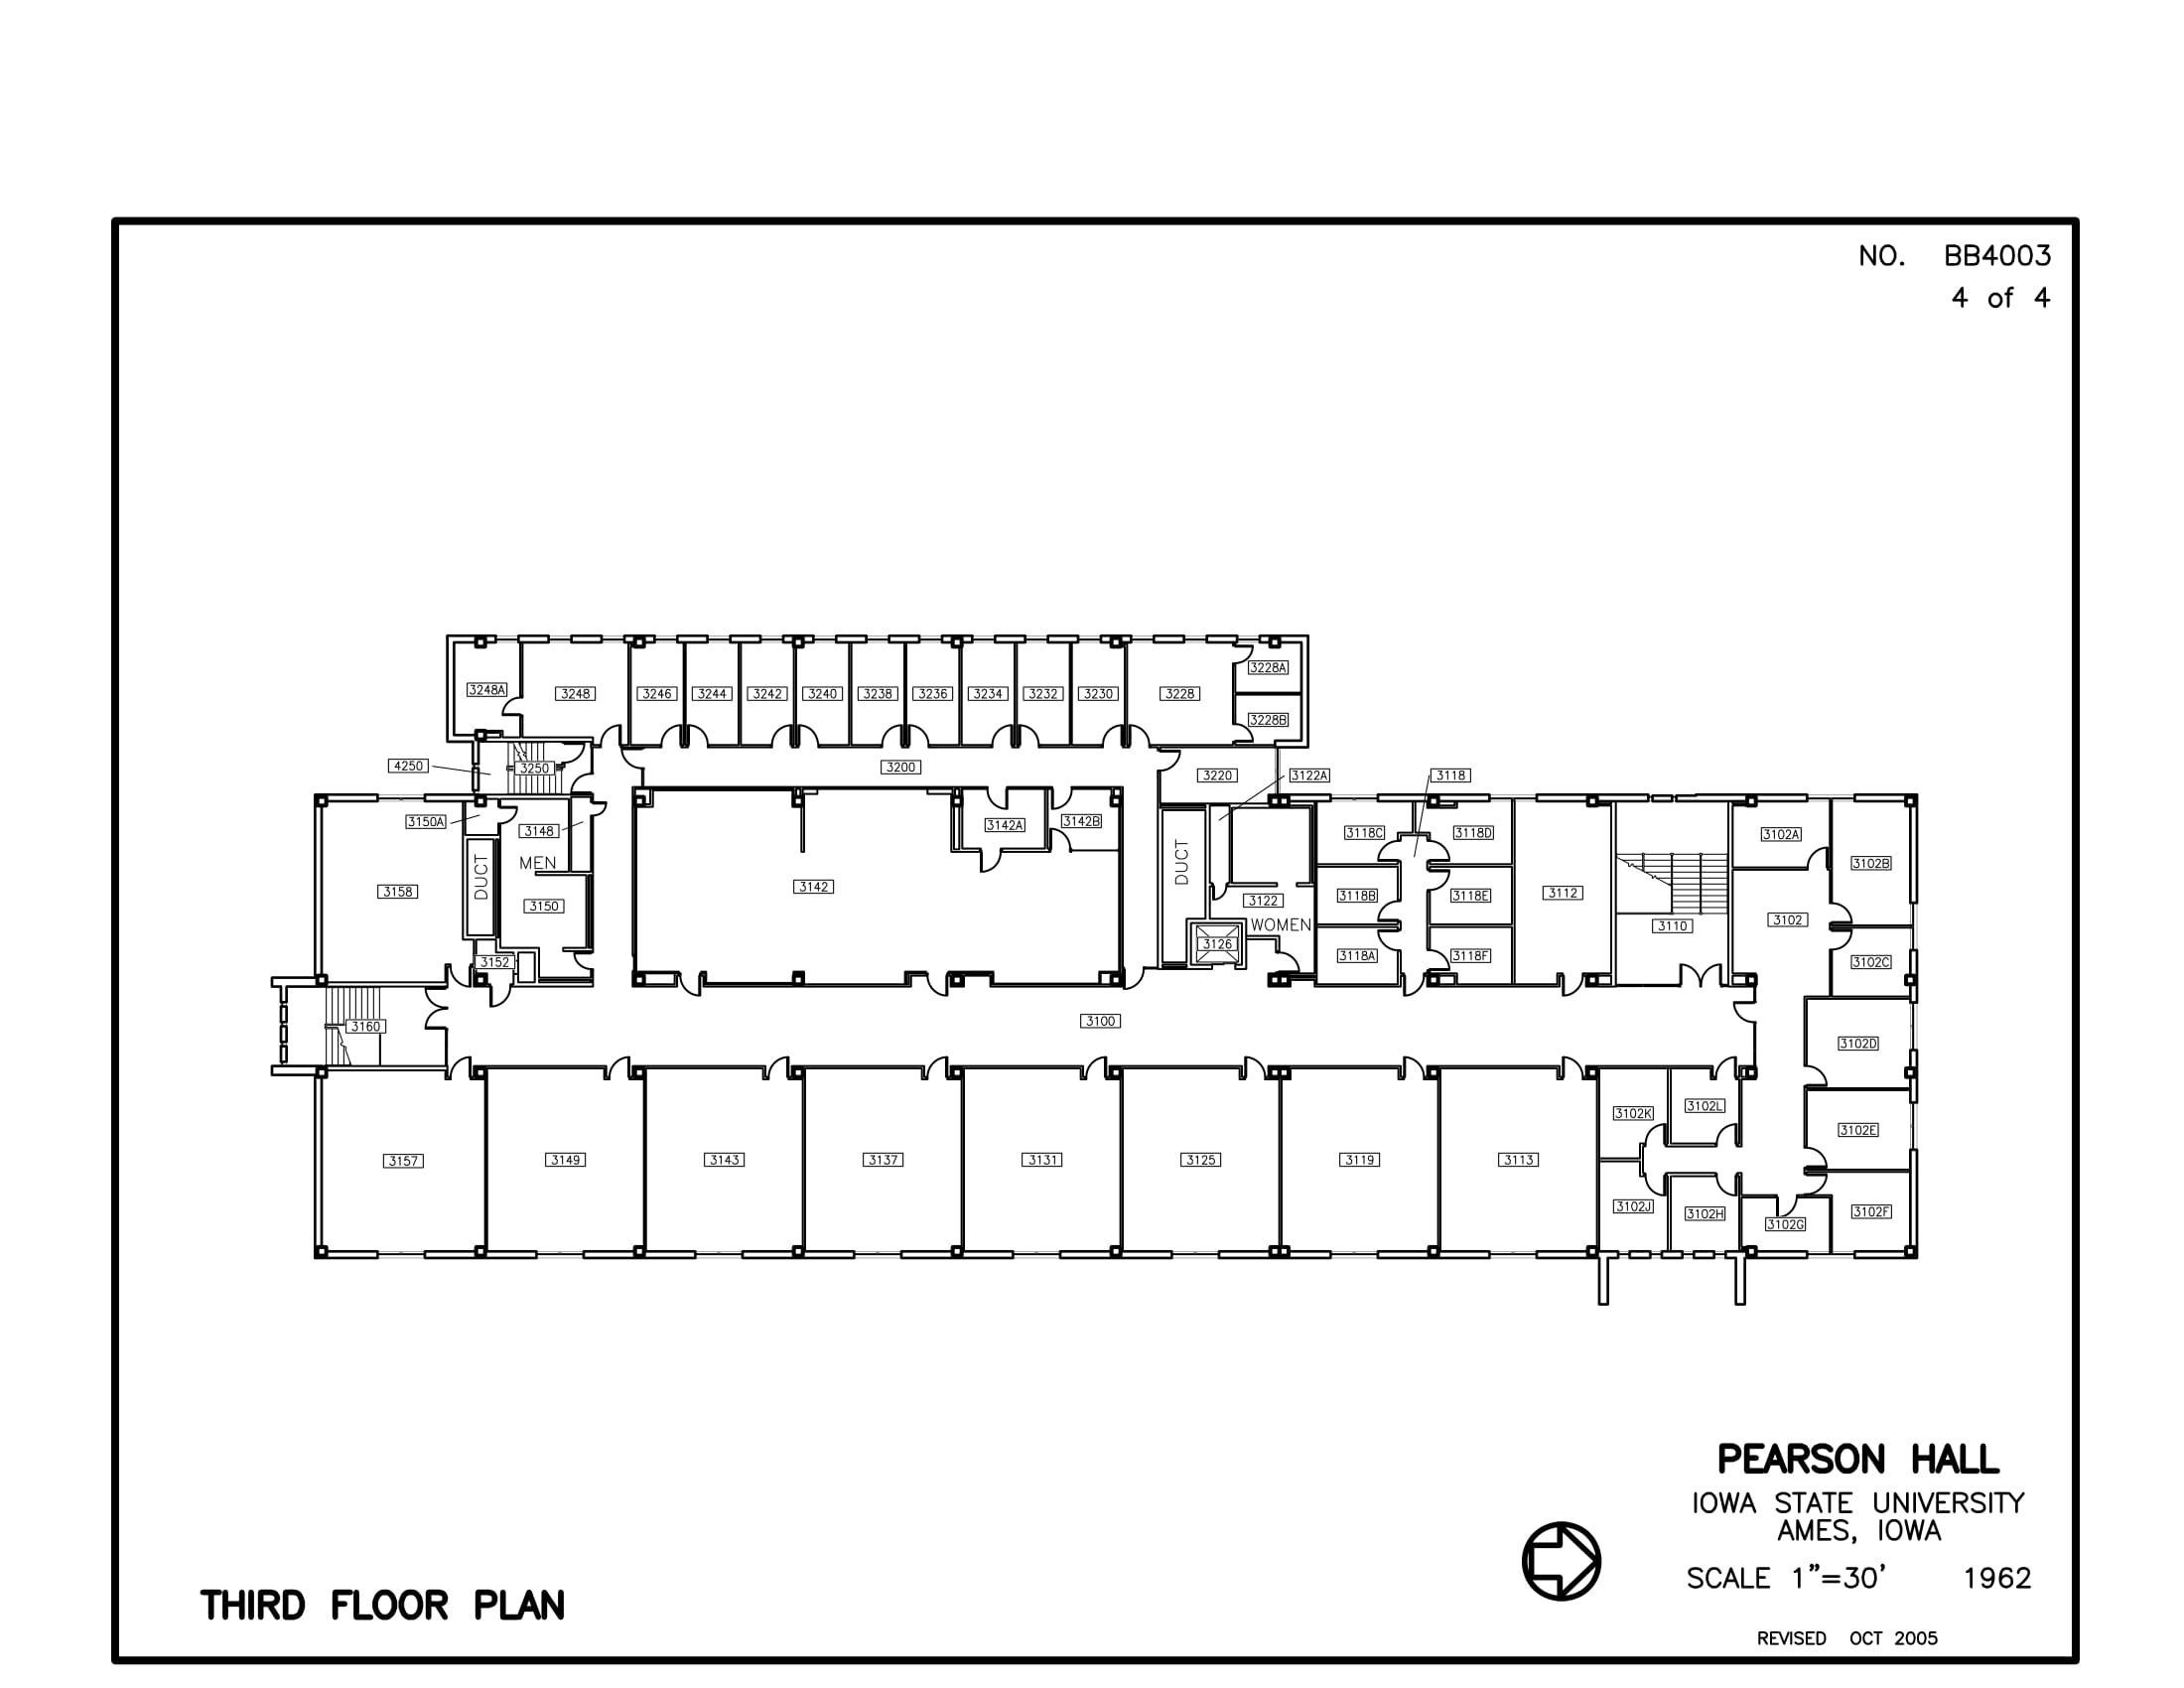 NO. BB4003
4 of 4
3228A
3248A
3248
3246
3244
3242
3240
3238
3236
3234
3232
3230
3228
3228B
4250
3250
3200
3220
3122A
3118
3150A
3148
3142A
3142B
3118C
3118D
3102A
MEN
DUCT
DUCT
3102B
3158
3142
3118B
3118E
3112
3150
3122
3102
WOMEN
3110
3126
3152
3118A
3118F
3102C
3160
3100
3102D
3102K
3102L
3102E
3157
3149
3143
3137
3131
3125
3119
3113
3102J
3102H
3102G
3102F
PEARSON HALL
IOWA STATE UNIVERSITY
AMES, IOWA
SCALE 1"=30' 1962
THIRD FLOOR PLAN
REVISED OCT 2005